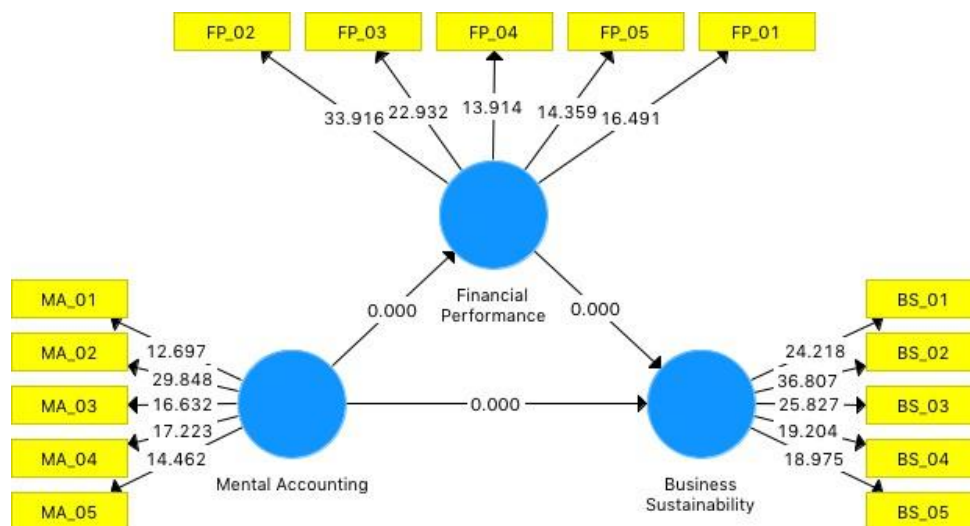 FP_02
FP_03
FP_04
FP_05
FP_01
33.916
22.932
13.914
14.359
16.491
Financial
Performance
0.000
0.000
MA_01
MA_02
MA_03
MA_04
MA_05
12.697
29.848
16.632
17.223
14.462
Mental Accounting
0.000
BS_01
BS_02
BS_03
BS_04
BS_05
24.218
36.807
25.827
19.204
18.975
Business
Sustainability